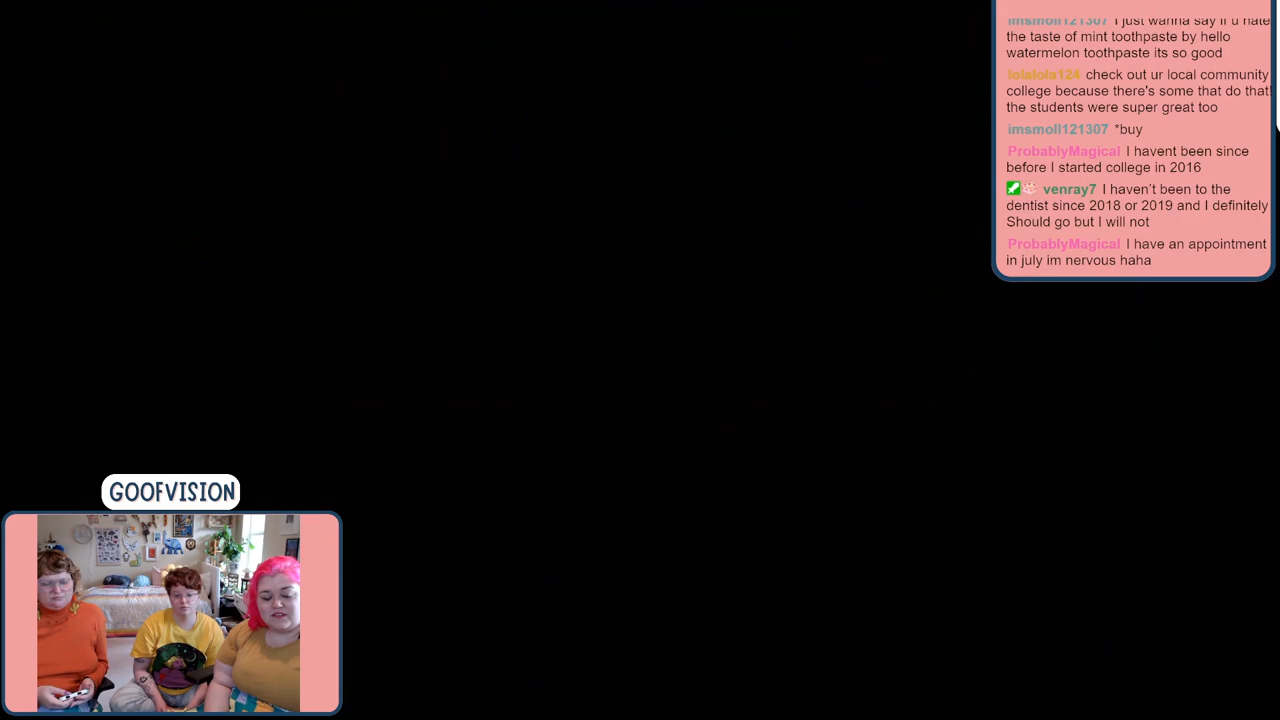 imsmoll121307 I just wanna say if u hate
the taste of mint toothpaste by hello
watermelon toothpaste its so good
lolalola124 check out ur local community
college because there's some that do that!
the students were super great too
imsmoll121307 *buy
ProbablyMagical I havent been since
before I started college in 2016
venray7 I haven't been to the
dentist since 2018 or 2019 and I definitely
Should go but I will not
ProbablyMagical I have an appointment
in july im nervous haha
GOOFVISION